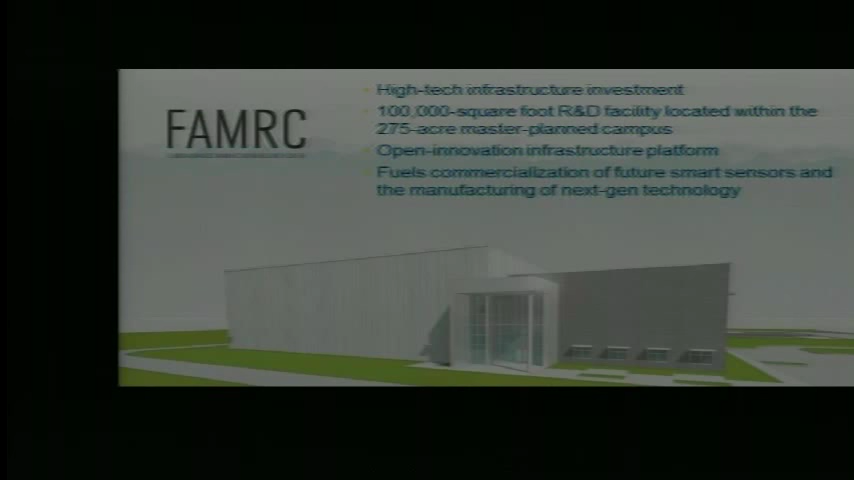 FAMRC
High-tech infrastructure investment
100,000-square foot R&D facility located within the
275-acre master-planned campus
Open-innovation infrastructure platform
Fuels commercialization of future smart sensors and
the manufacturing of next-gen technology